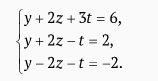 y + 2z + 3t = 6,
y + 2z − t = 2,
y − 2z − t = −2.